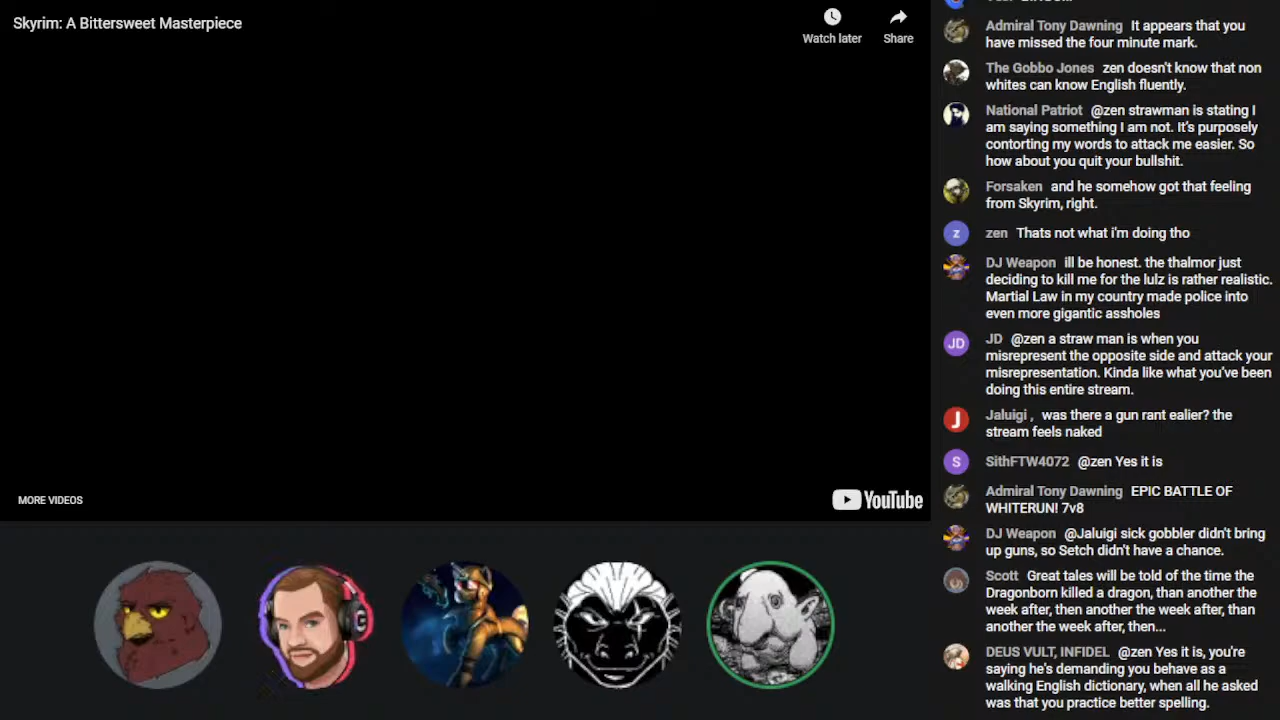 Skyrim: A Bittersweet Masterpiece
Watch later
Share
MORE VIDEOS
YouTube
Admiral Tony Dawning It appears that you
have missed the four minute mark.
The Gobbo Jones zen doesn't know that non
whites can know English fluently.
National Patriot @zen strawman is stating I
am saying something I am not. It's purposely
contorting my words to attack me easier. So
how about you quit your bullshit.
Forsaken and he somehow got that feeling
from Skyrim, right.
z
zen Thats not what i'm doing tho
DJ Weapon ill be honest. the thalmor just
deciding to kill me for the lulz is rather realistic.
Martial Law in my country made police into
even more gigantic assholes
JD
JD @zen a straw man is when you
misrepresent the opposite side and attack your
misrepresentation. Kinda like what you've been
doing this entire stream.
J
Jaluigi , was there a gun rant ealier? the
stream feels naked
S
SithFTW4072 @zen Yes it is
Admiral Tony Dawning EPIC BATTLE OF
WHITERUN! 7v8
DJ Weapon @Jaluigi sick gobbler didn't bring
up guns, so Setch didn't have a chance.
Scott Great tales will be told of the time the
Dragonborn killed a dragon, than another the
week after, then another the week after, than
another the week after, then...
DEUS VULT, INFIDEL @zen Yes it is, you're
saying he's demanding you behave as a
walking English dictionary, when all he asked
was that you practice better spelling.